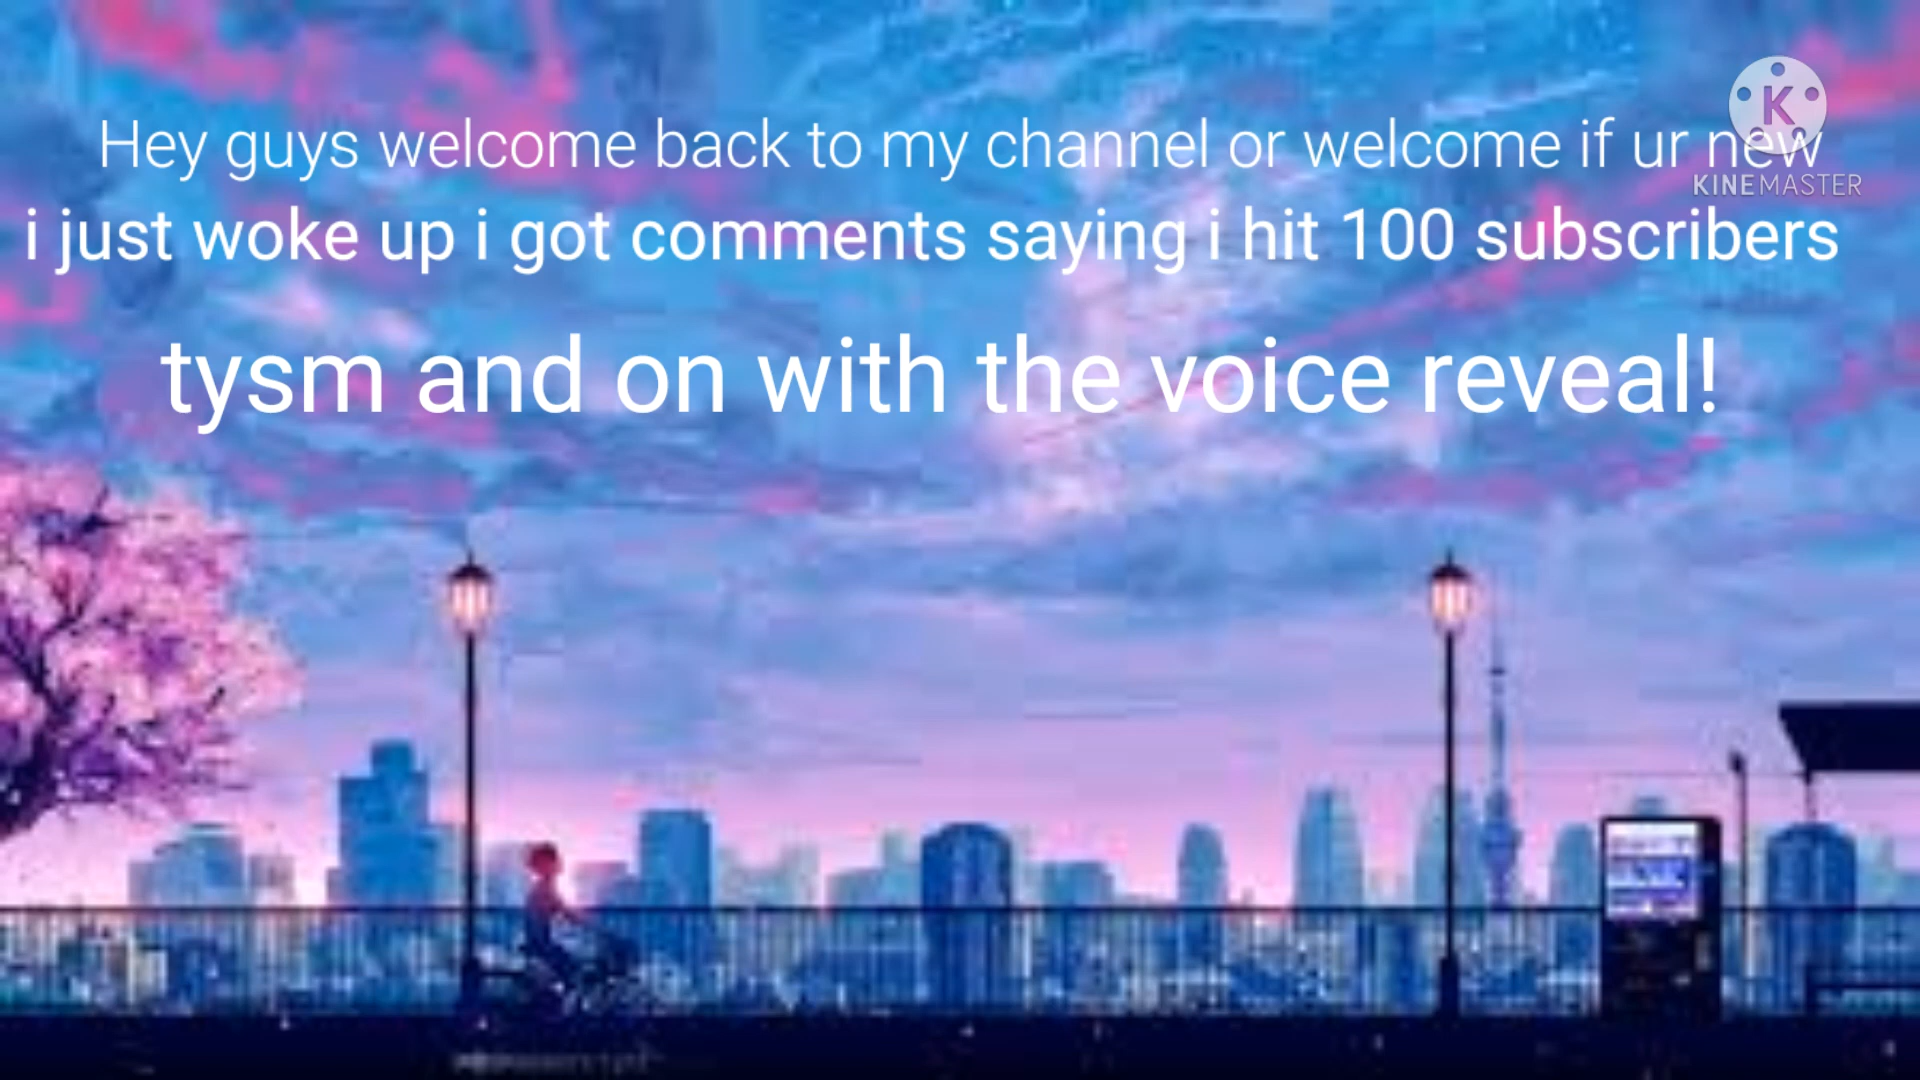 Hey guys welcome back to my channel or welcome if ur new
KINEMASTER
i just woke up i got comments saying i hit 100 subscribers
tysm and on with the voice reveal!